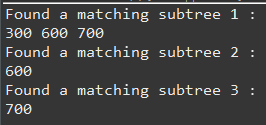 Found a matching subtree 1 :
300 600 700
Found a matching subtree 2 :
600
Found a matching subtree 3 :
700